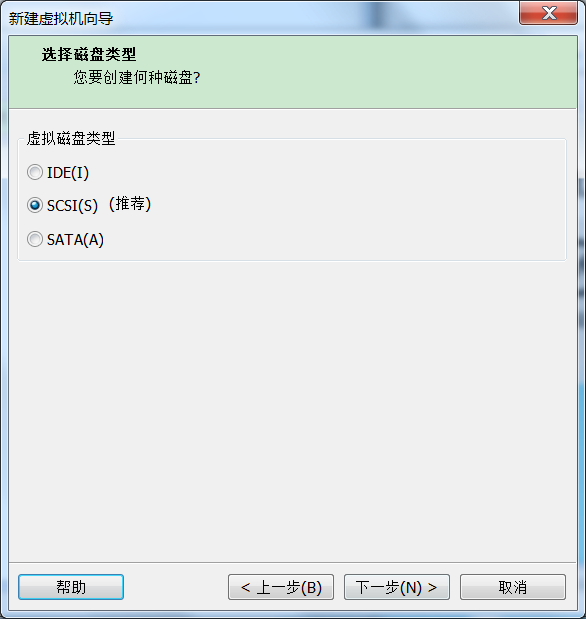 新建虚拟机向导
选择磁盘类型
您要创建何种磁盘?
虚拟磁盘类型
IDE(I)
SCSI(S) (推荐)
SATA(A)
帮助 < 上一步(B) 下一步(N) > 取消